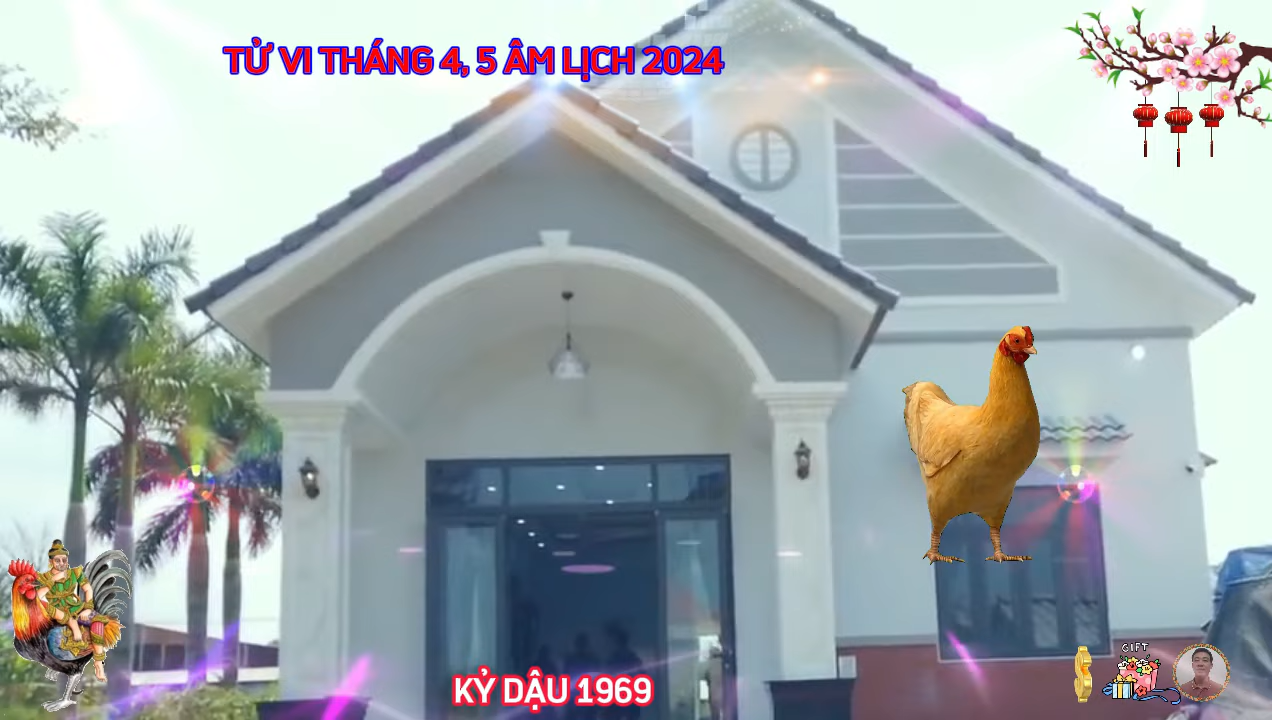 TỬ VI THÁNG 4, 5 ÂM LỊCH 2024
KỶ DẬU 1969
GIFT